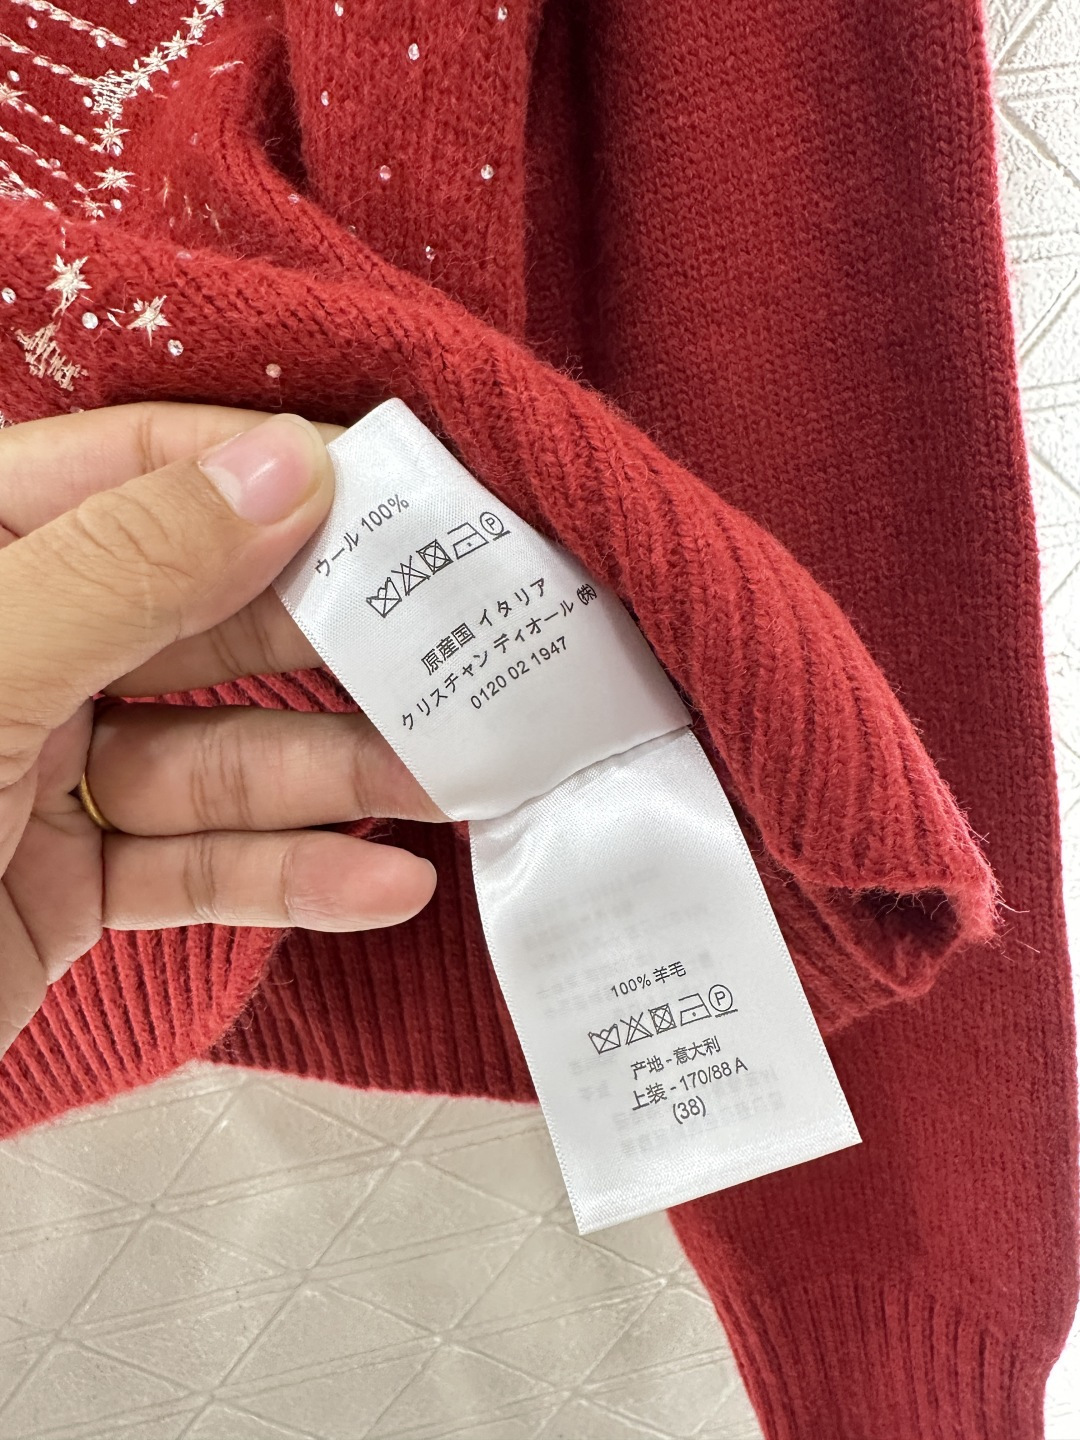 ウール 100%
P
原産国 イタリア
クリスチャン ディオール ㈱
0120 02 1947
100% 羊毛
P
产地 - 意大利
上装 - 170/88 A
(38)